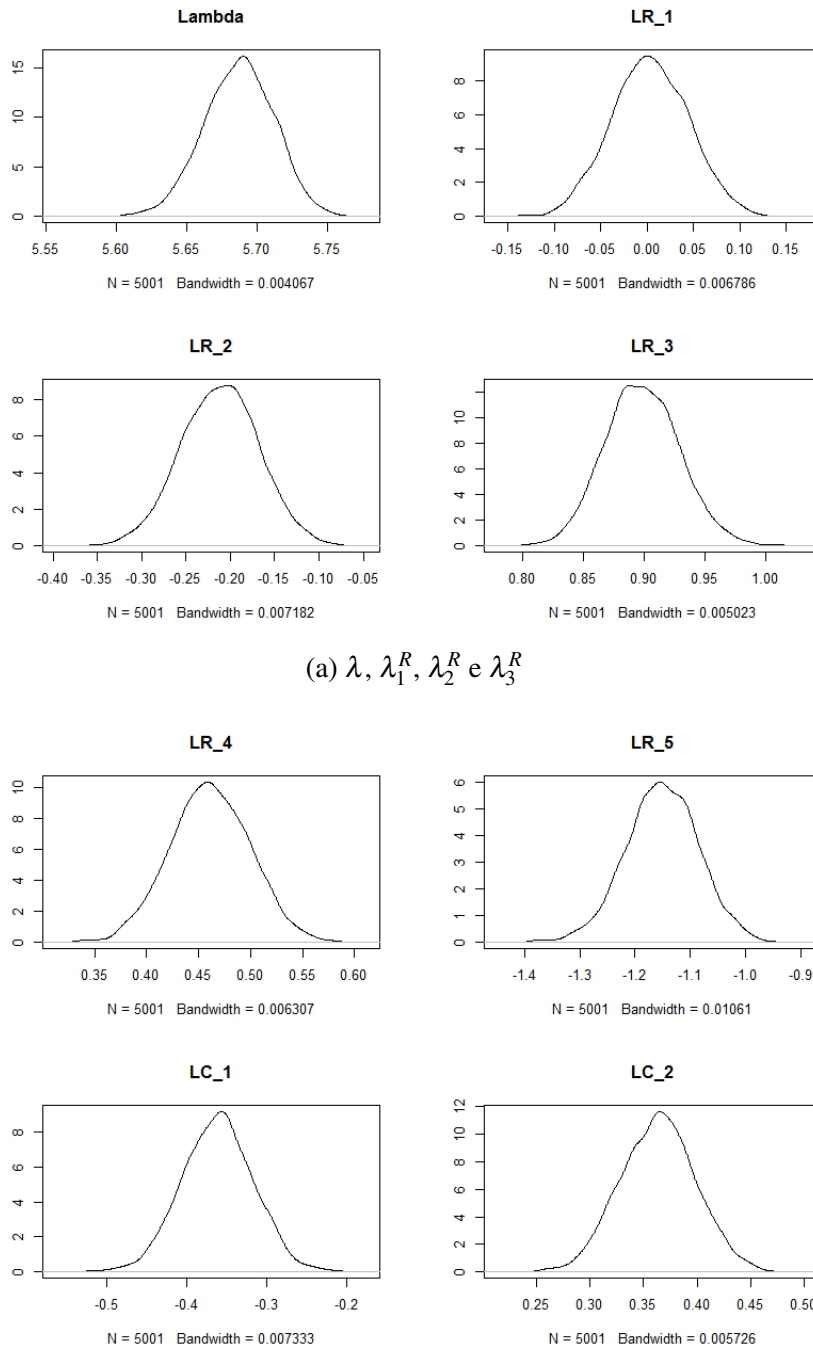 Lambda
LR_1
15
10
5
0
8
6
4
2
0
5.55 5.60 5.65 5.70 5.75
-0.15 -0.10 -0.05 0.00 0.05 0.10 0.15
N = 5001 Bandwidth = 0.004067
N = 5001 Bandwidth = 0.006786
LR_2
LR_3
8
6
4
2
0
10
8
6
4
2
0
-0.40 -0.35 -0.30 -0.25 -0.20 -0.15 -0.10 -0.05
0.80 0.85 0.90 0.95 1.00
N = 5001 Bandwidth = 0.007182
N = 5001 Bandwidth = 0.005023
(a) λ, λ₁ᴿ, λ₂ᴿ e λ₃ᴿ
LR_4
LR_5
10
8
6
4
2
0
6
5
4
3
2
1
0
0.35 0.40 0.45 0.50 0.55 0.60
-1.4 -1.3 -1.2 -1.1 -1.0 -0.9
N = 5001 Bandwidth = 0.006307
N = 5001 Bandwidth = 0.01061
LC_1
LC_2
8
6
4
2
0
12
10
8
6
4
2
0
-0.5 -0.4 -0.3 -0.2
0.25 0.30 0.35 0.40 0.45 0.50
N = 5001 Bandwidth = 0.007333
N = 5001 Bandwidth = 0.005726